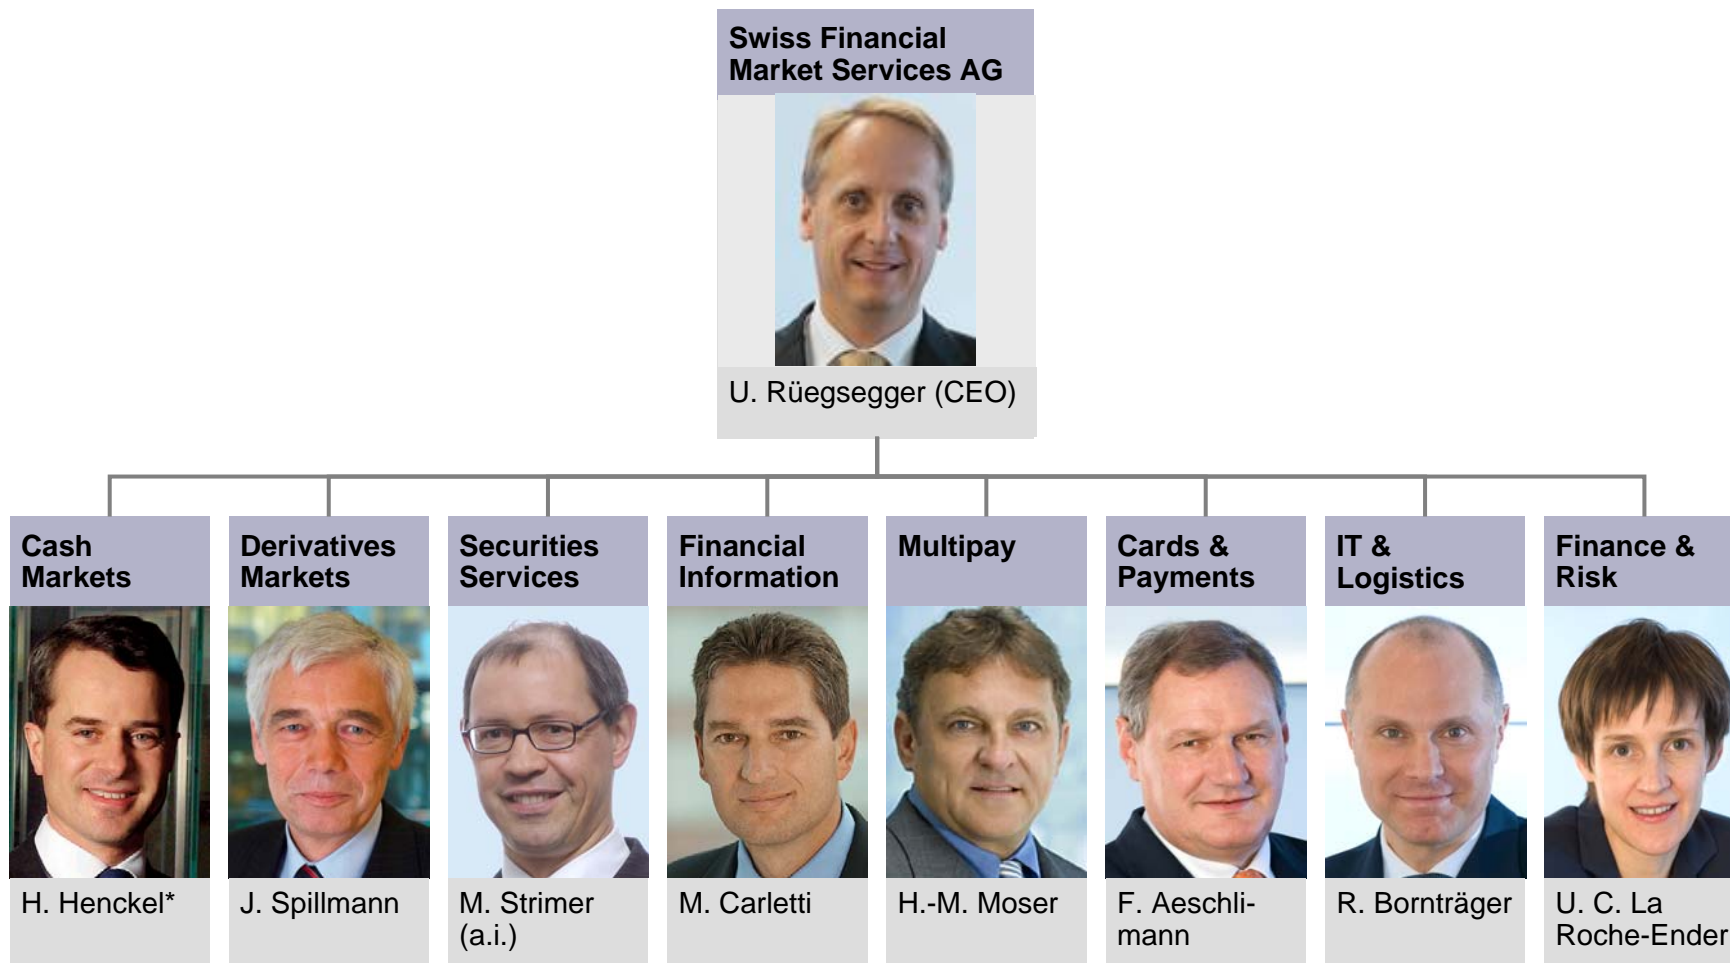 Swiss Financial
Market Services AG
U. Rüegsegger (CEO)
Cash
Markets
H. Henckel*
Derivatives
Markets
J. Spillmann
Securities
Services
M. Strimer
(a.i.)
Financial
Information
M. Carletti
Multipay
H.-M. Moser
Cards &
Payments
F. Aeschli-
mann
IT &
Logistics
R. Bornträger
Finance &
Risk
U. C. La
Roche-Ender